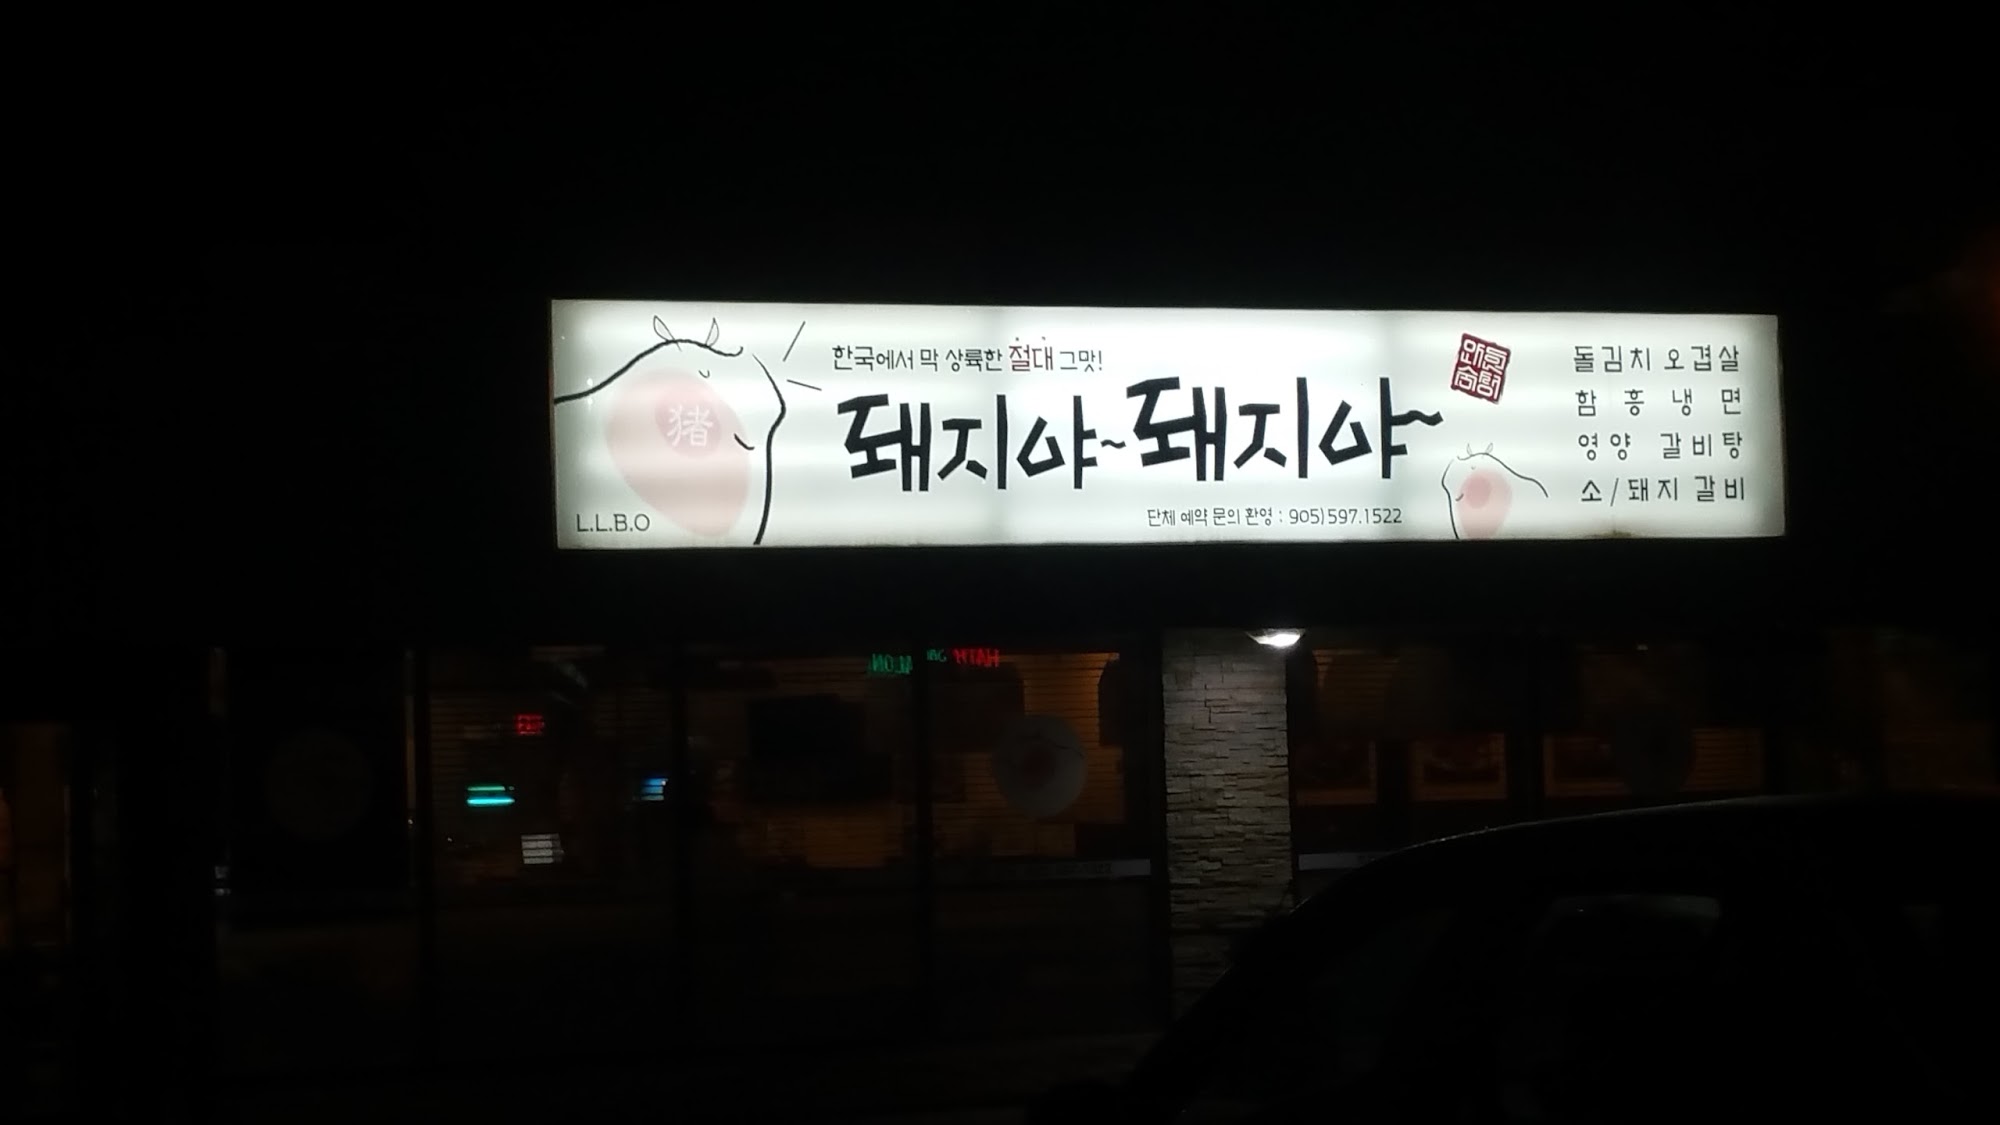 한국에서 막 상륙한 절대 그맛!
猪
돼지야~돼지야~
L.L.B.O
단체 예약 문의 환영 : 905)597.1522
돌김치 오겹살
함흥냉면
영양 갈비탕
소/돼지 갈비